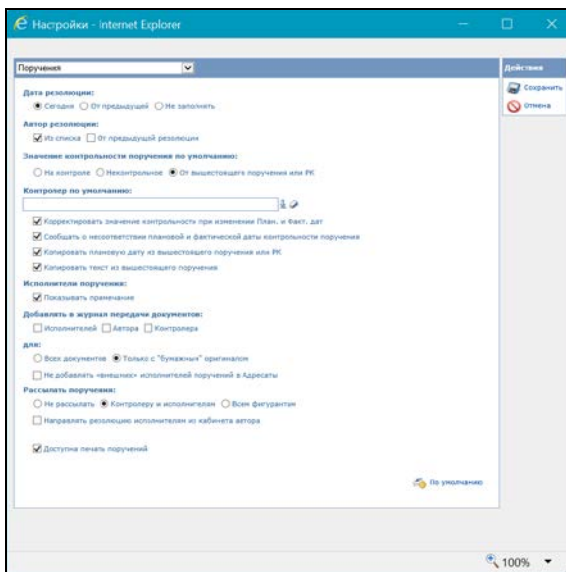 Настройки - Internet Explorer
Поручения
Действия
Сохранить
Отмена
Дата резолюции:
Сегодня От предыдущей Не заполнять
Автор резолюции:
Из списка От предыдущей резолюции
Значение контрольности поручения по умолчанию:
На контроле Неконтрольное От вышестоящего поручения или РК
Контролер по умолчанию:
Корректировать значение контрольности при изменении План. и Факт. дат
Сообщать о несоответствии плановой и фактической даты контрольности поручения
Копировать плановую дату из вышестоящего поручения или РК
Копировать текст из вышестоящего поручения
Исполнители поручения:
Показывать примечание
Добавлять в журнал передачи документов:
Исполнителей Автора Контролера
для:
Всех документов Только с "бумажным" оригиналом
Не добавлять «внешних» исполнителей поручений в Адресаты
Рассылать поручения:
Не рассылать Контролеру и исполнителям Всем фигурантам
Направлять резолюцию исполнителям из кабинета автора
Доступна печать поручений
По умолчанию
100%